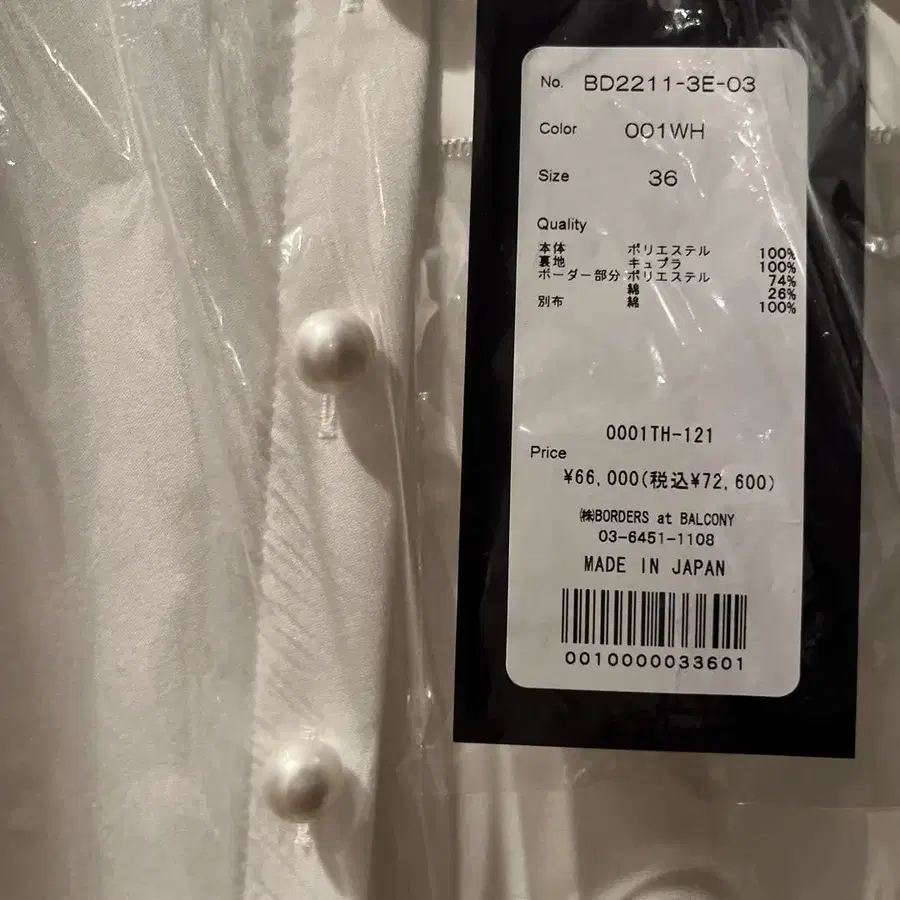 No. BD2211-3E-03
Color 001WH
Size 36
Quality
本体 ポリエステル 100%
裏地 キュプラ 100%
ボーダー部分 ポリエステル 74%
綿 26%
別布 綿 100%
0001TH-121
Price
¥66,000(税込¥72,600)
㈱BORDERS at BALCONY
03-6451-1108
MADE IN JAPAN
0010000033601